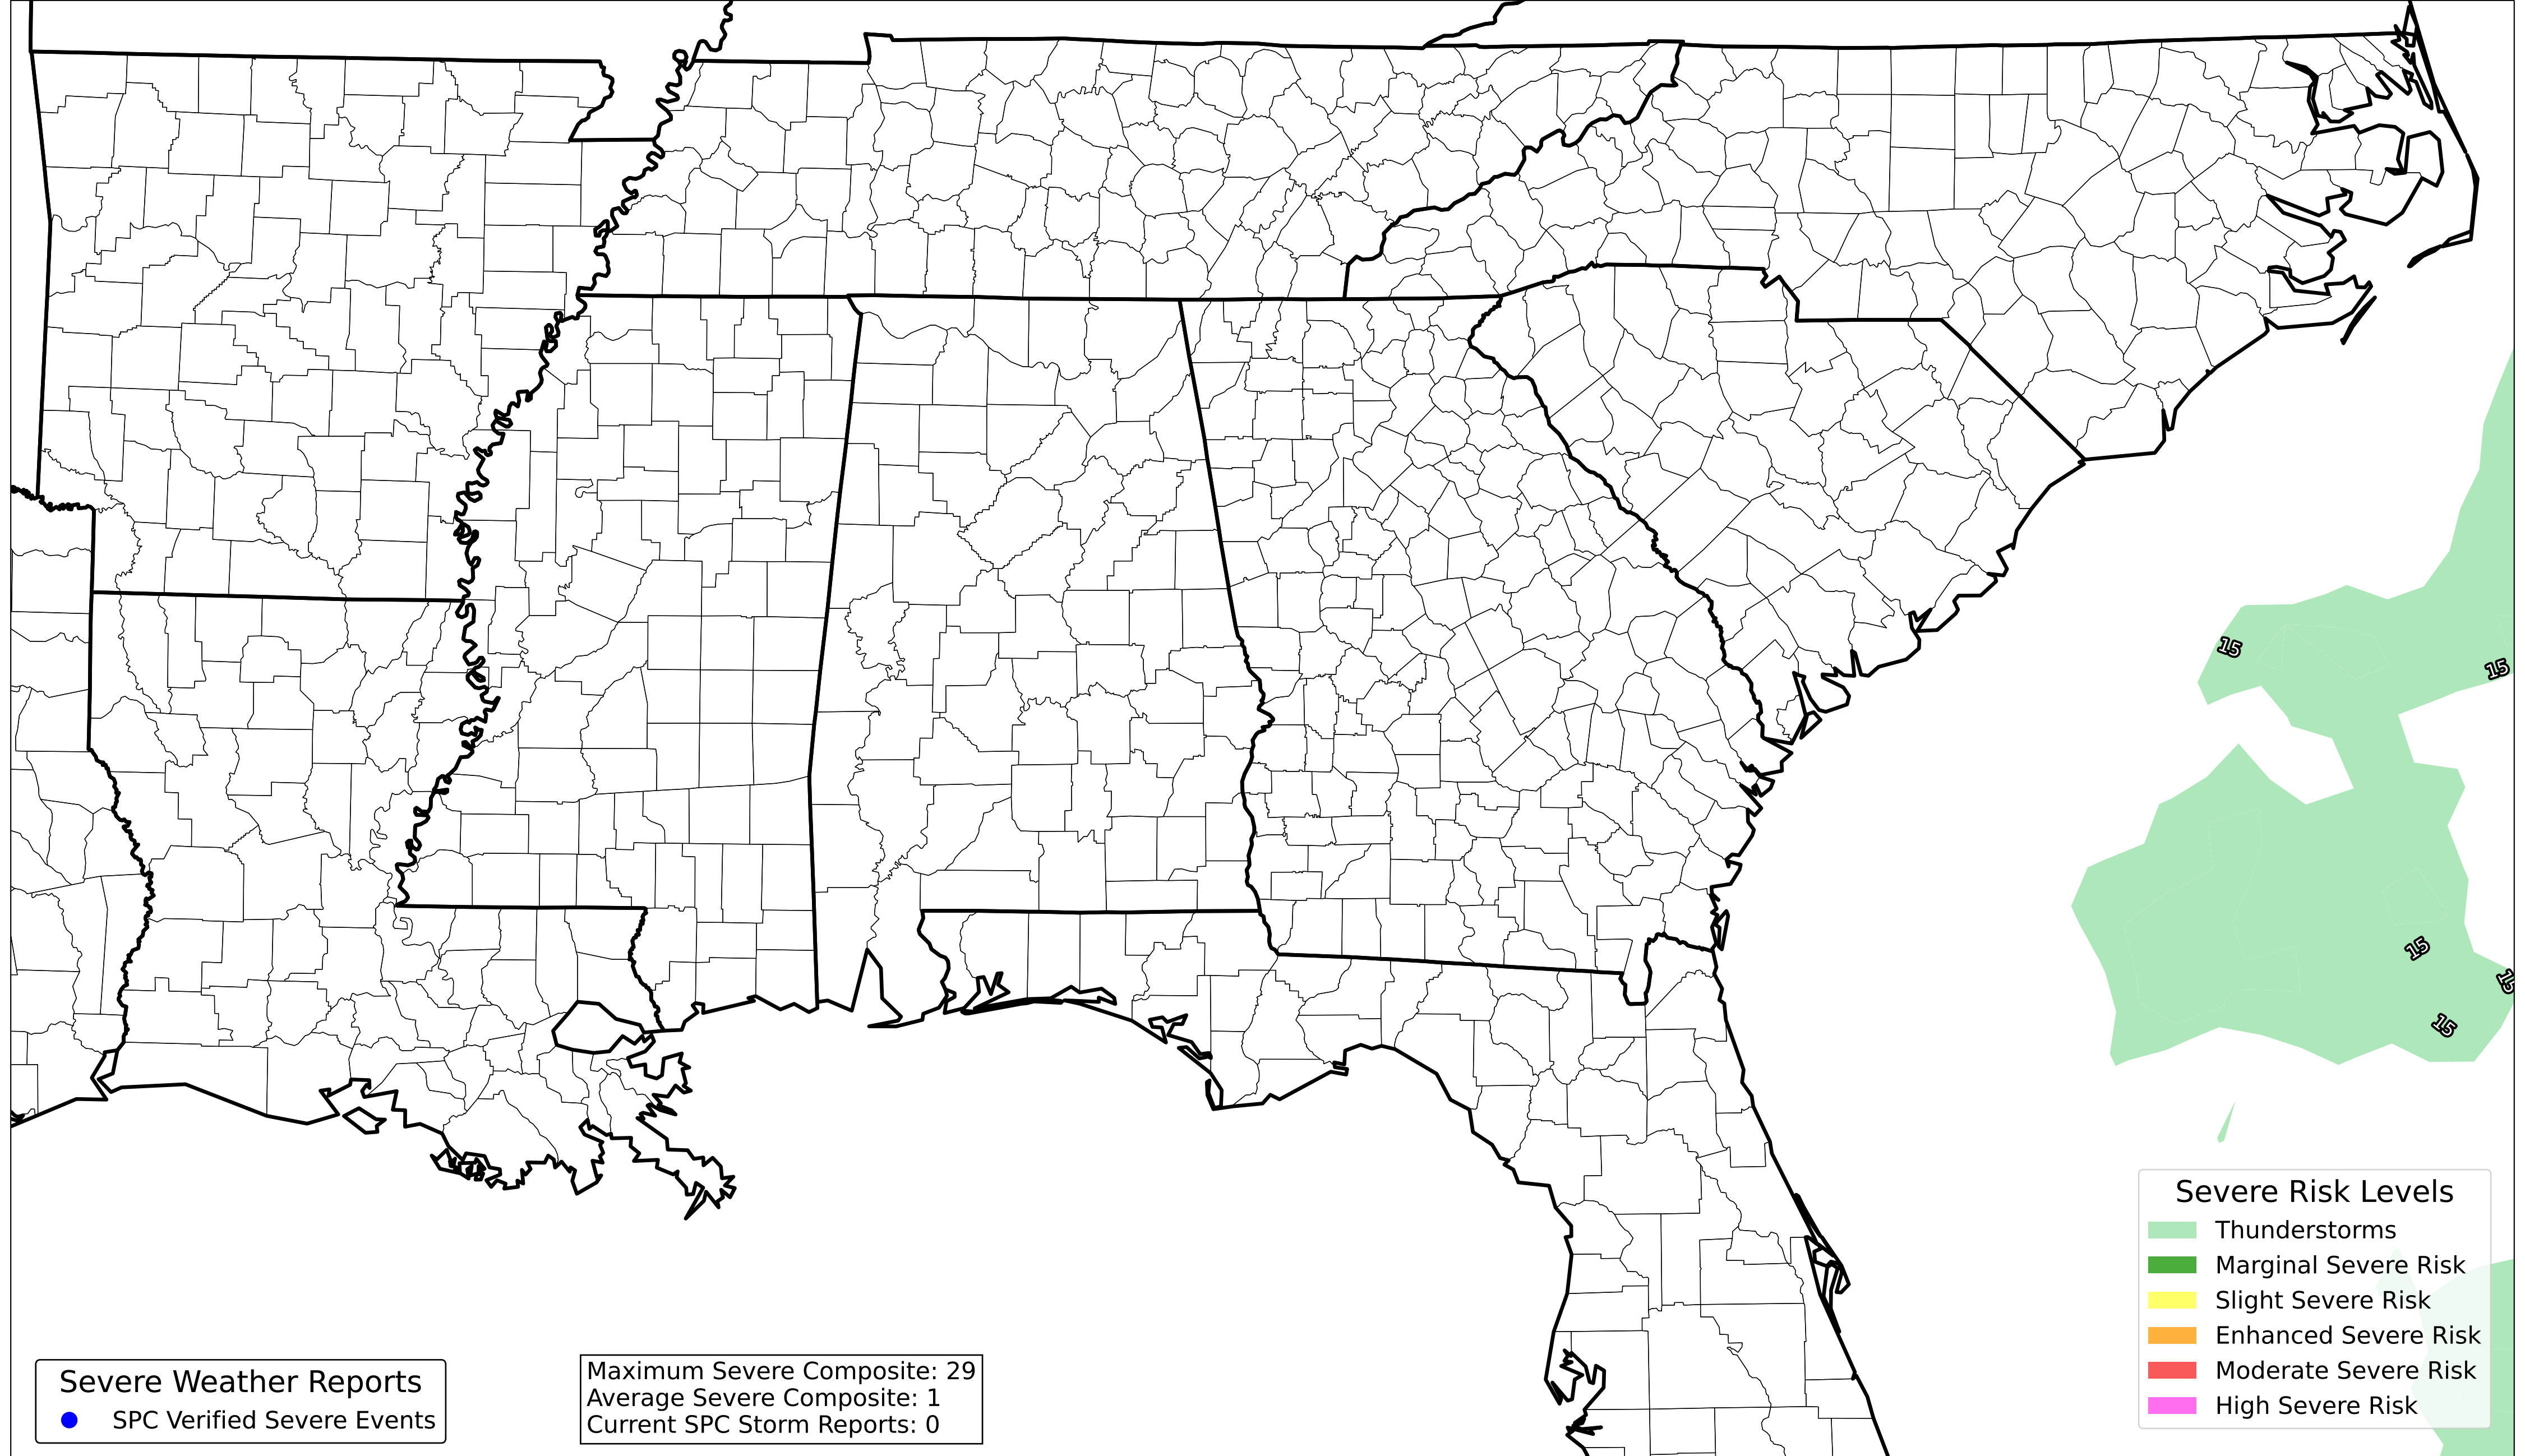 15
15
15
15
15
Severe Risk Levels
Thunderstorms
Marginal Severe Risk
Slight Severe Risk
Enhanced Severe Risk
Moderate Severe Risk
High Severe Risk
Severe Weather Reports
SPC Verified Severe Events
Maximum Severe Composite: 29
Average Severe Composite: 1
Current SPC Storm Reports: 0